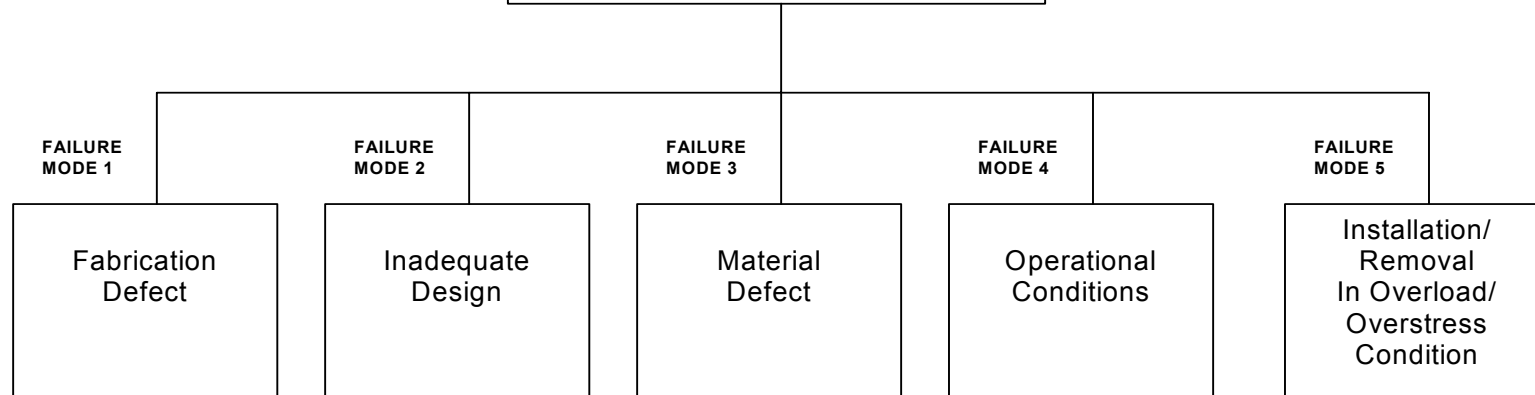 FAILURE
MODE 1
FAILURE
MODE 2
FAILURE
MODE 3
FAILURE
MODE 4
FAILURE
MODE 5
Fabrication
Defect
Inadequate
Design
Material
Defect
Operational
Conditions
Installation/
Removal
In Overload/
Overstress
Condition